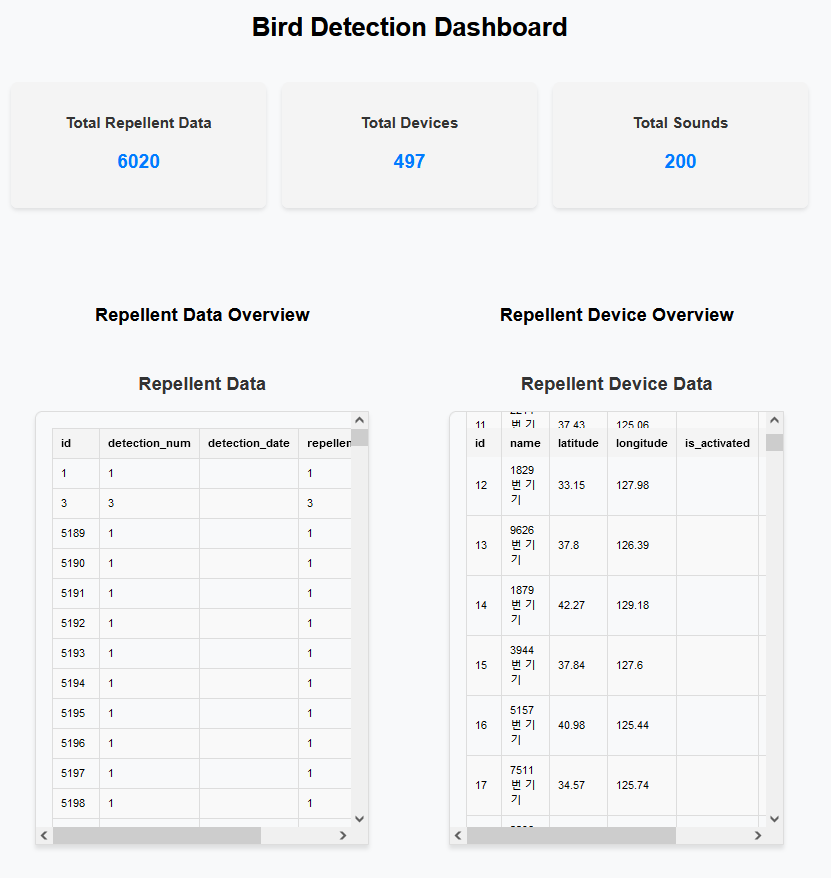 Bird Detection Dashboard
Total Repellent Data
6020
Total Devices
497
Total Sounds
200
Repellent Data Overview
Repellent Data
id detection_num detection_date repellen
1 1 1
3 3 3
5189 1 1
5190 1 1
5191 1 1
5192 1 1
5193 1 1
5194 1 1
5195 1 1
5196 1 1
5197 1 1
5198 1 1
Repellent Device Overview
Repellent Device Data
11 번 기 37.43 125.06
id name latitude longitude is_activated
12 1829 33.15 127.98
번 기
기
13 9626 37.8 126.39
번 기
기
14 1879 42.27 129.18
번 기
기
15 3944 37.84 127.6
번 기
기
16 5157 40.98 125.44
번 기
기
17 7511 34.57 125.74
번 기
기